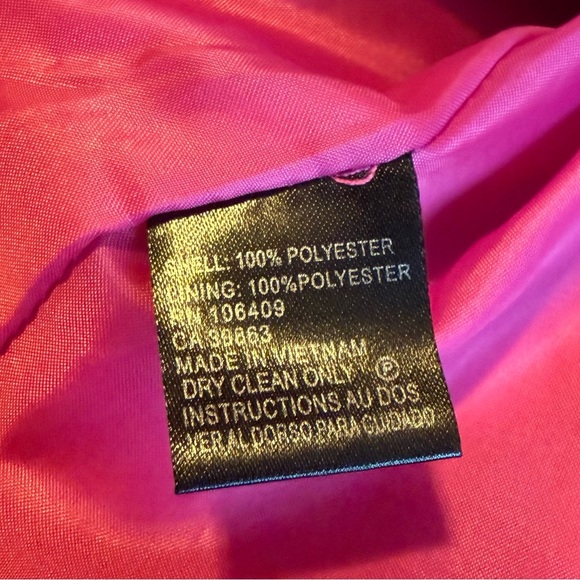 SHELL: 100% POLYESTER
LINING: 100%POLYESTER
RN 106409
CA 36663
MADE IN VIETNAM
DRY CLEAN ONLY Ⓟ
INSTRUCTIONS AU DOS
VER AL DORSO PARA CUIDADO